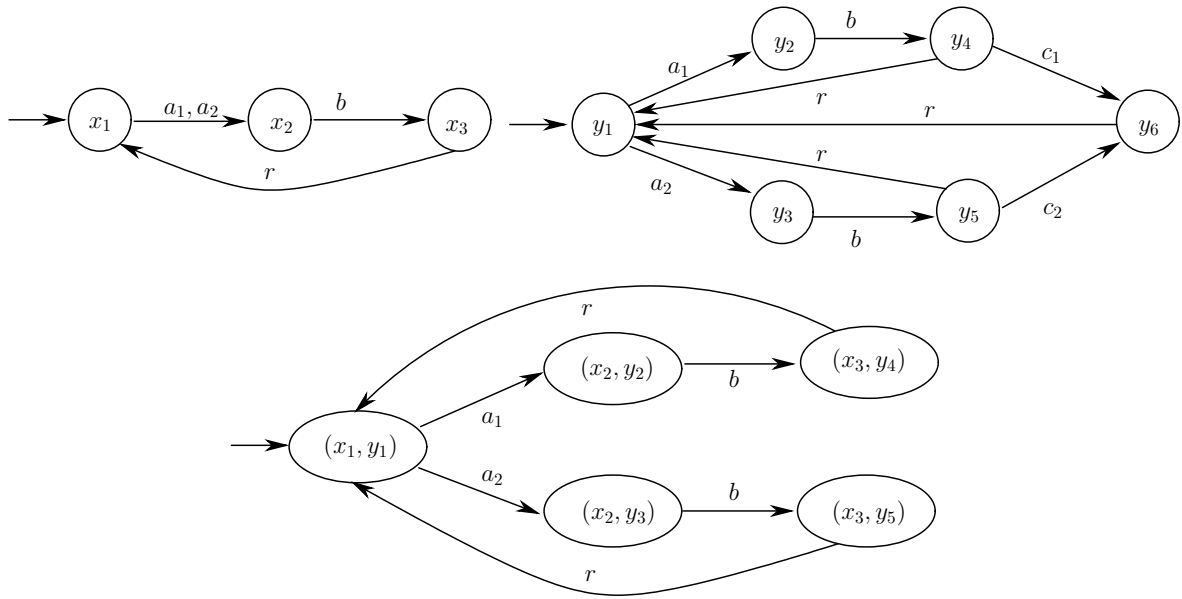 x₁
a₁, a₂
x₂
b
x₃
r
y₁
a₁
y₂
b
y₄
c₁
r
r
y₆
r
a₂
y₃
b
y₅
c₂
r
(x₁, y₁)
a₁
(x₂, y₂)
b
(x₃, y₄)
a₂
(x₂, y₃)
b
(x₃, y₅)
r